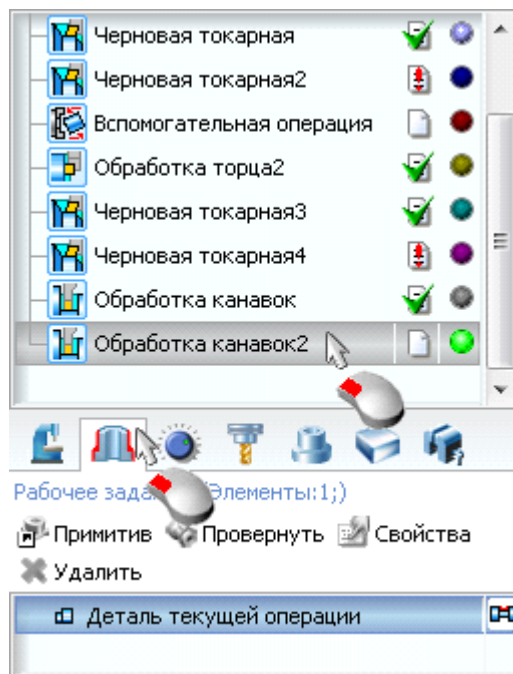 Черновая токарная
Черновая токарная2
Вспомогательная операция
Обработка торца2
Черновая токарная3
Черновая токарная4
Обработка канавок
Обработка канавок2
Рабочее (Элементы:1;)
Примитив Провернуть Свойства
Удалить
Деталь текущей операции